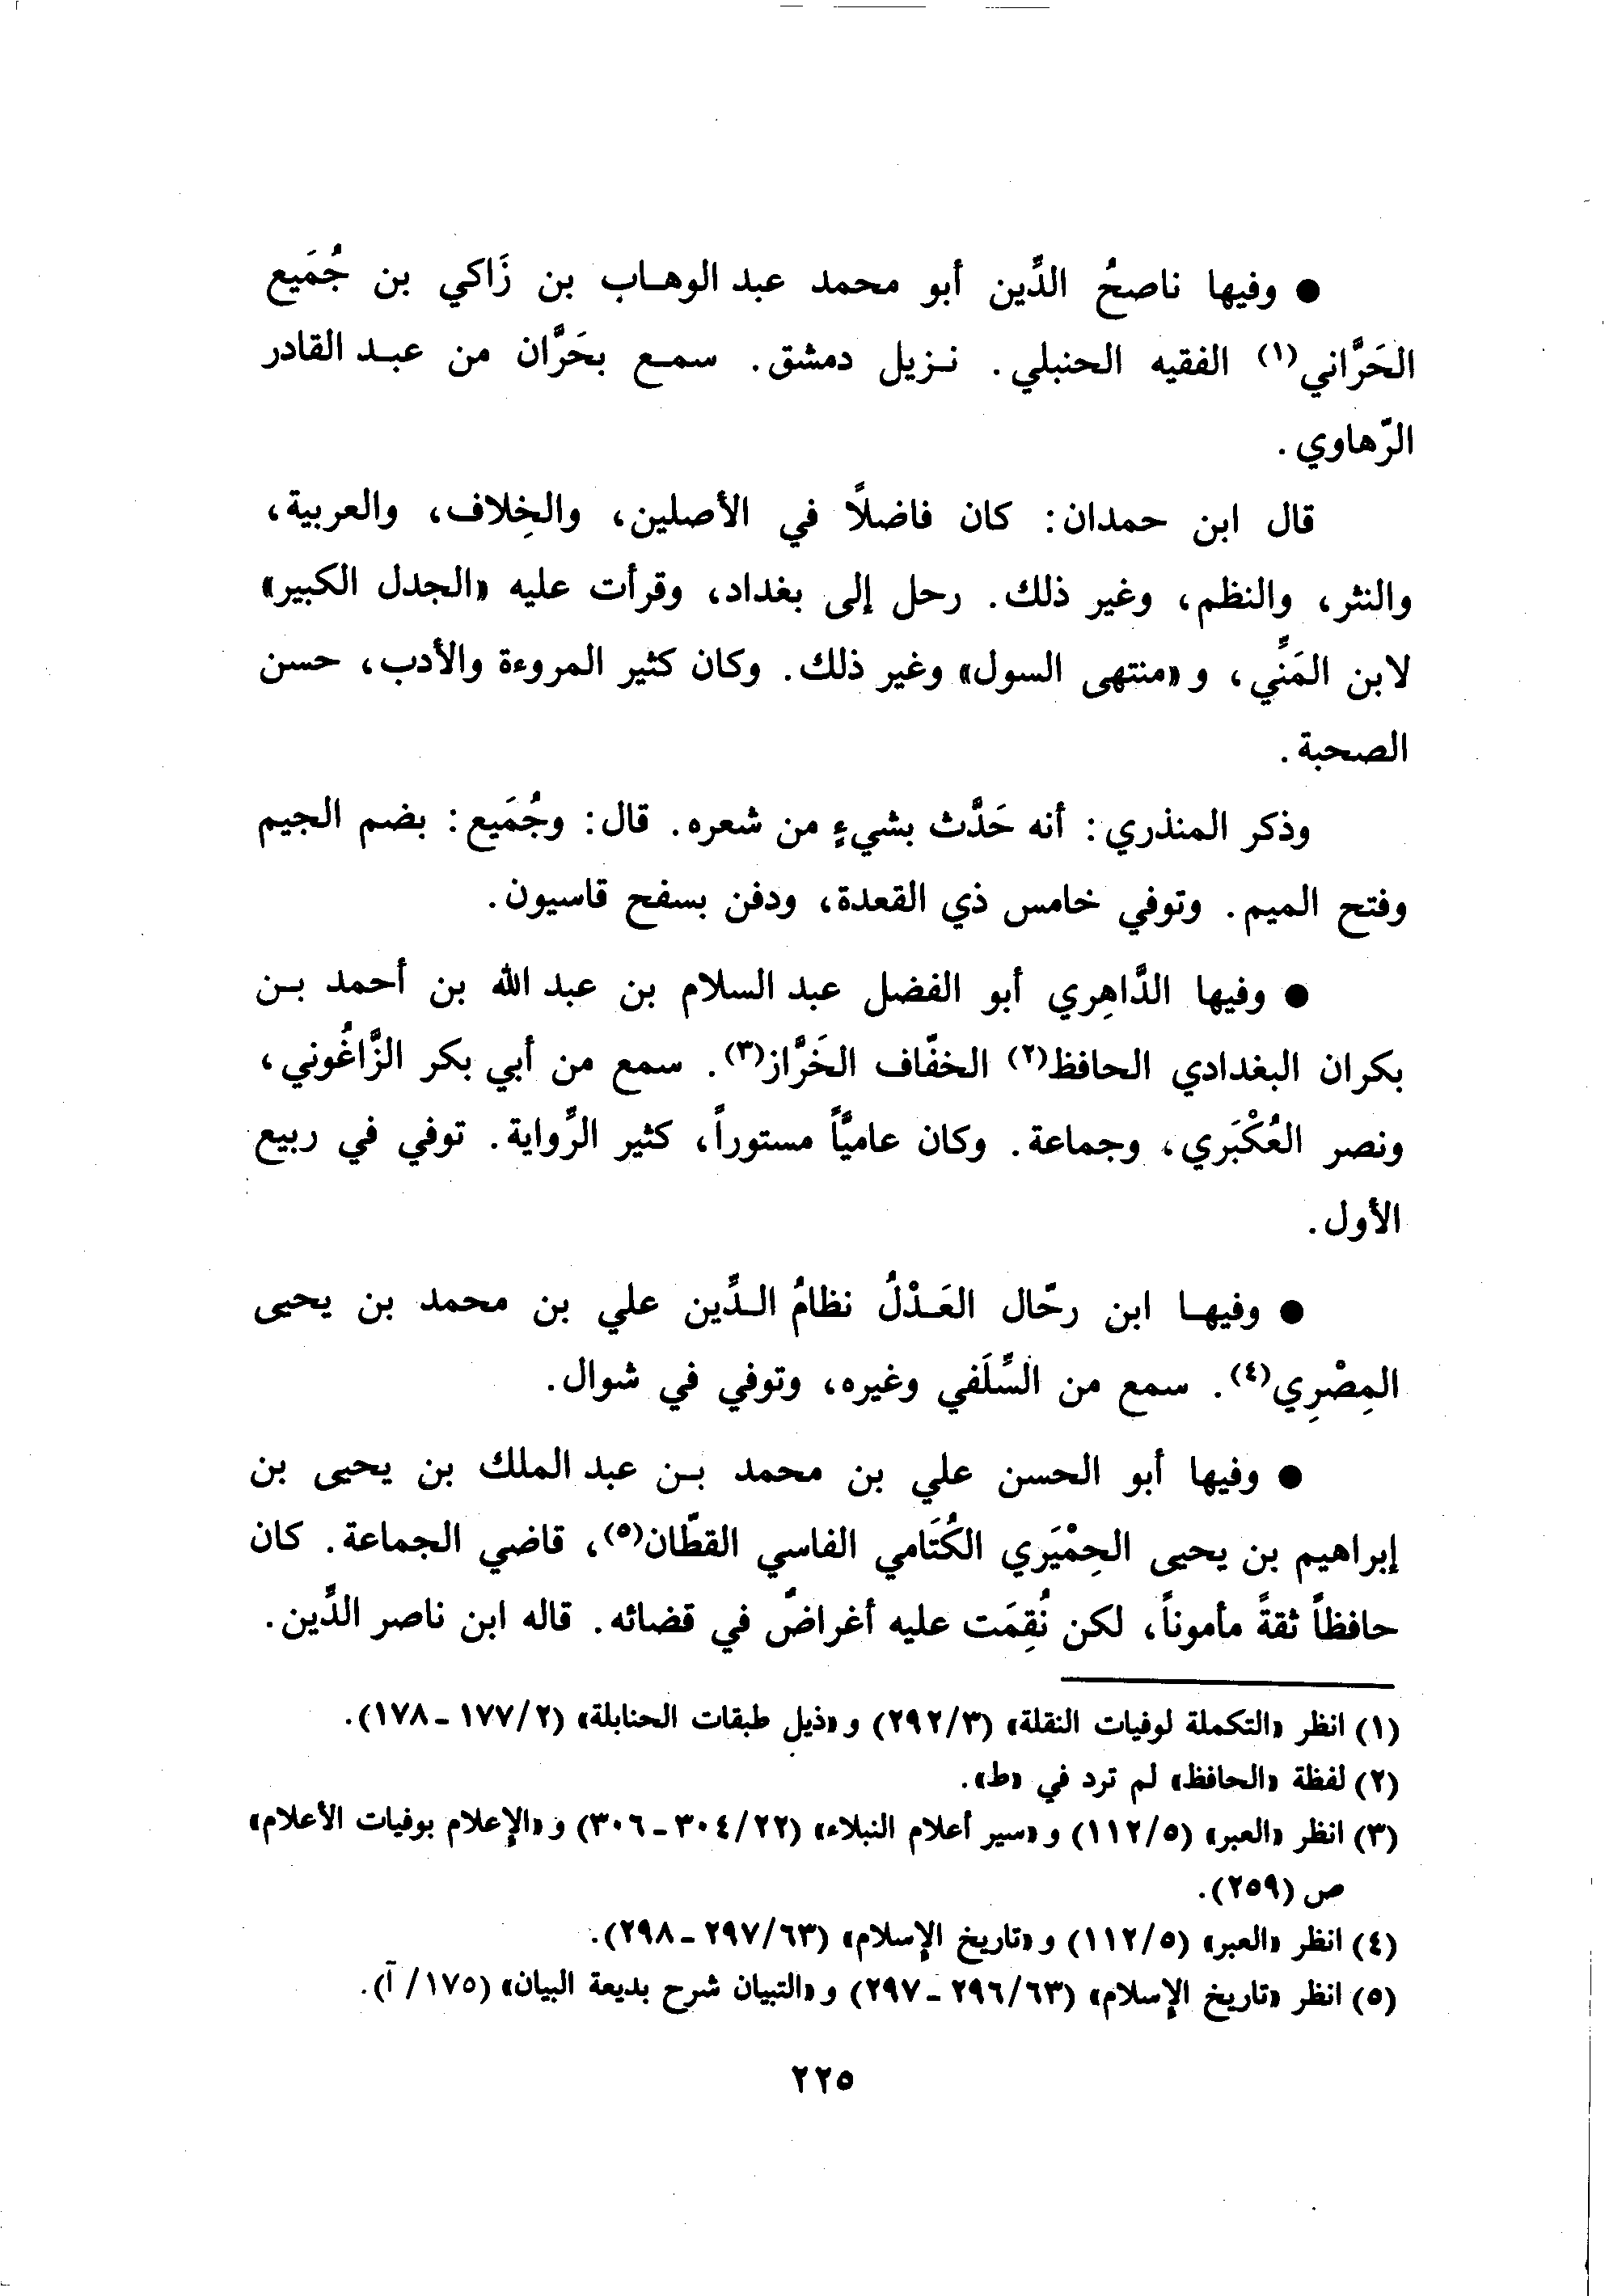 ● وفيها ناصحُ الدِّين أبو محمد عبد الوهاب بن زَاكي بن جُمَيع
الحَرَّاني(١) الفقيه الحنبلي. نزيل دمشق. سمع بحَرَّان من عبد القادر
الرّهاوي.
قال ابن حمدان: كان فاضلاً في الأصلين، والخِلاف، والعربية،
والنثر، والنظم، وغير ذلك. رحل إلى بغداد، وقرأت عليه «الجدل الكبير»
لابن المَنِّي، و«منتهى السول» وغير ذلك. وكان كثير المروءة والأدب، حسن
الصحبة.
وذكر المنذري: أنه حَدَّث بشيءٍ من شعره. قال: وجُمَيع: بضم الجيم
وفتح الميم. وتوفي خامس ذي القعدة، ودفن بسفح قاسيون.
● وفيها الدَّاهِري أبو الفضل عبد السلام بن عبد الله بن أحمد بن
بكران البغدادي الحافظ(٢) الخفّاف الخَرَّاز(٣). سمع من أبي بكر الزَّاغُوني،
ونصر العُكْبَري، وجماعة. وكان عاميَّاً مستوراً، كثير الرِّواية. توفي في ربيع
الأول.
● وفيها ابن رحّال العَدْلُ نظامُ الدِّين علي بن محمد بن يحيى
المِصْرِي(٤). سمع من السِّلَفي وغيره، وتوفي في شوال.
● وفيها أبو الحسن علي بن محمد بن عبد الملك بن يحيى بن
إبراهيم بن يحيى الحِمْيَري الكُتَامي الفاسي القطّان(٥)، قاضي الجماعة. كان
حافظاً ثقةً مأموناً، لكن نُقِمَت عليه أغراضٌ في قضائه. قاله ابن ناصر الدِّين.
(١) انظر «التكملة لوفيات النقلة» (٢٩٢/٣) و«ذيل طبقات الحنابلة» (١٧٧/٢ - ١٧٨).
(٢) لفظة «الحافظ» لم ترد في «ط».
(٣) انظر «العبر» (١١٢/٥) و«سير أعلام النبلاء» (٣٠٤/٢٢ - ٣٠٦) و«الإعلام بوفيات الأعلام»
ص (٢٥٩).
(٤) انظر «العبر» (١١٢/٥) و«تاريخ الإسلام» (٢٩٧/٦٣ - ٢٩٨).
(٥) انظر «تاريخ الإسلام» (٢٩٦/٦٣ - ٢٩٧) و«التبيان شرح بديعة البيان» (١٧٥/ آ).
٢٢٥